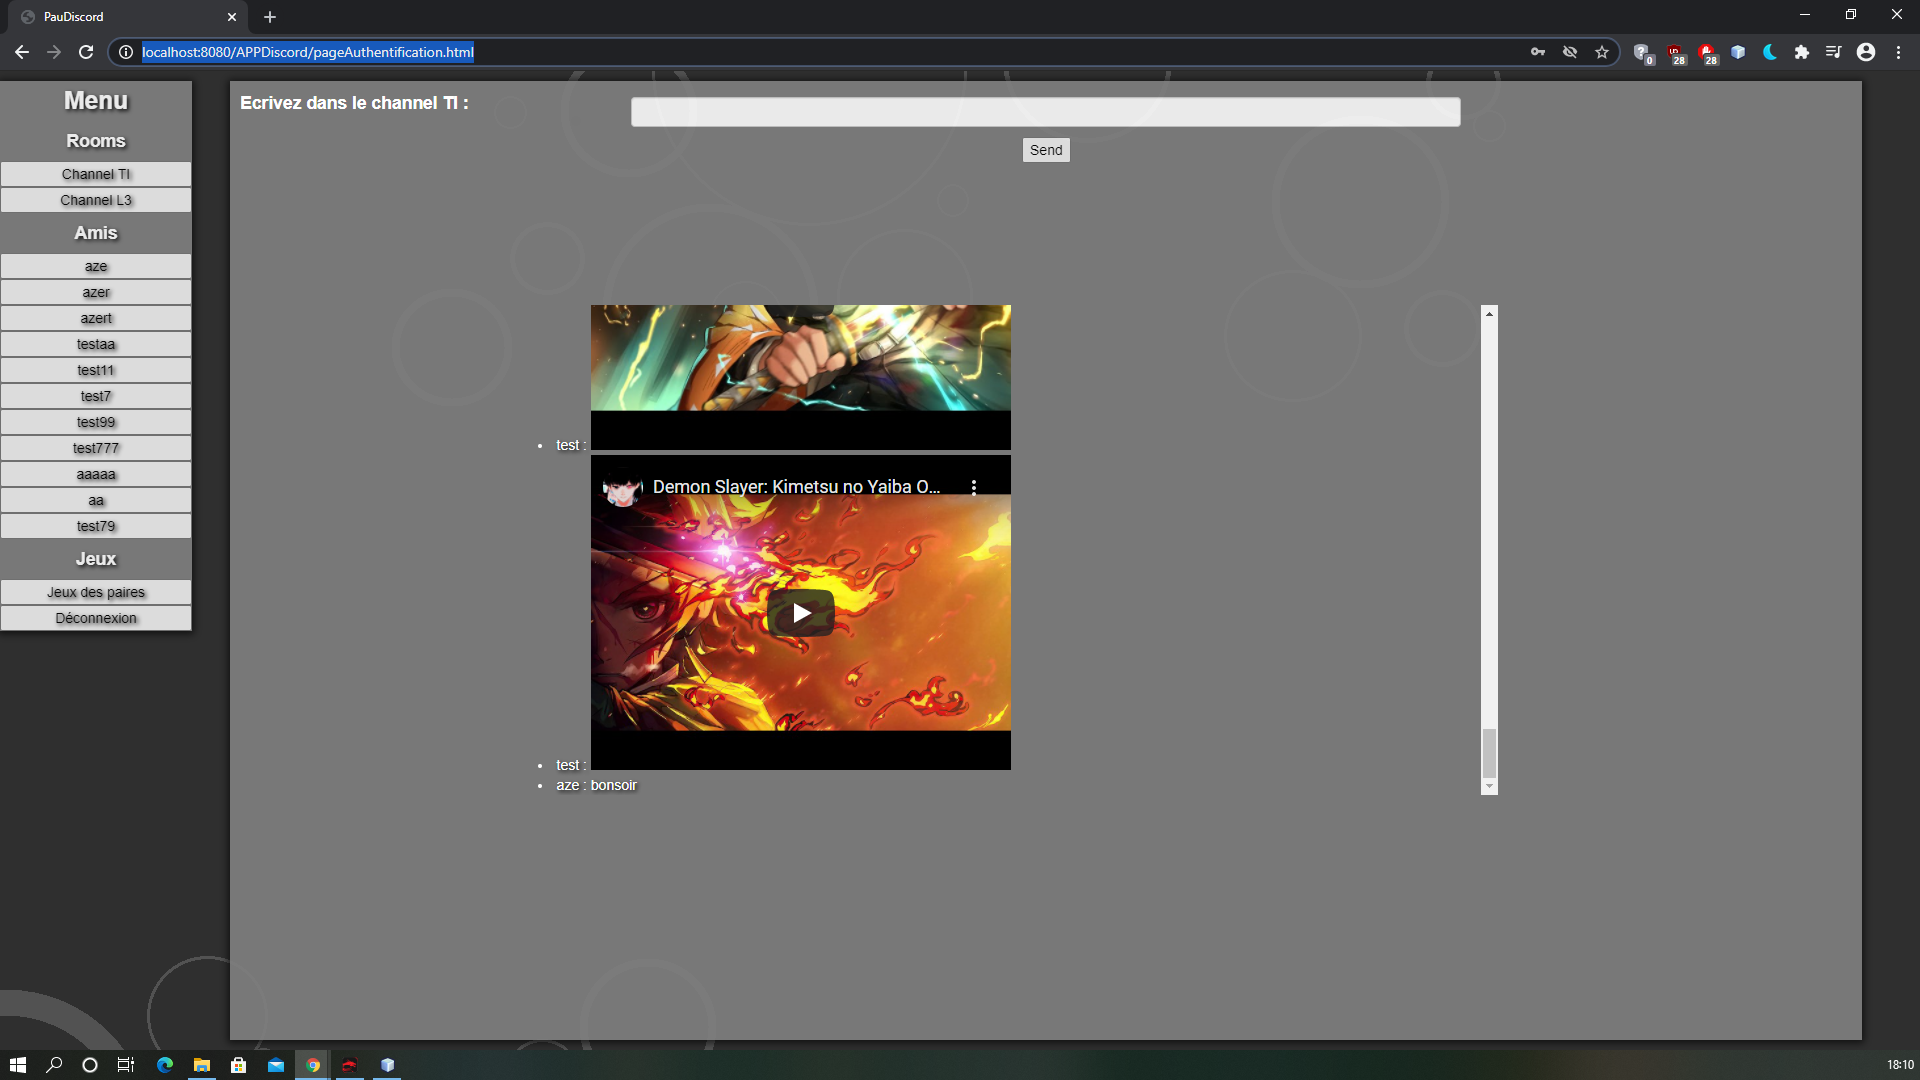 PauDiscord
localhost:8080/APPDiscord/pageAuthentification.html
0
28
28
Menu
Rooms
Channel TI
Channel L3
Amis
aze
azer
azert
testaa
test11
test7
test99
test777
aaaaa
aa
test79
Jeux
Jeux des paires
Déconnexion
Ecrivez dans le channel TI :
Send
test :
Demon Slayer: Kimetsu no Yaiba O...
test :
aze : bonsoir
18:10